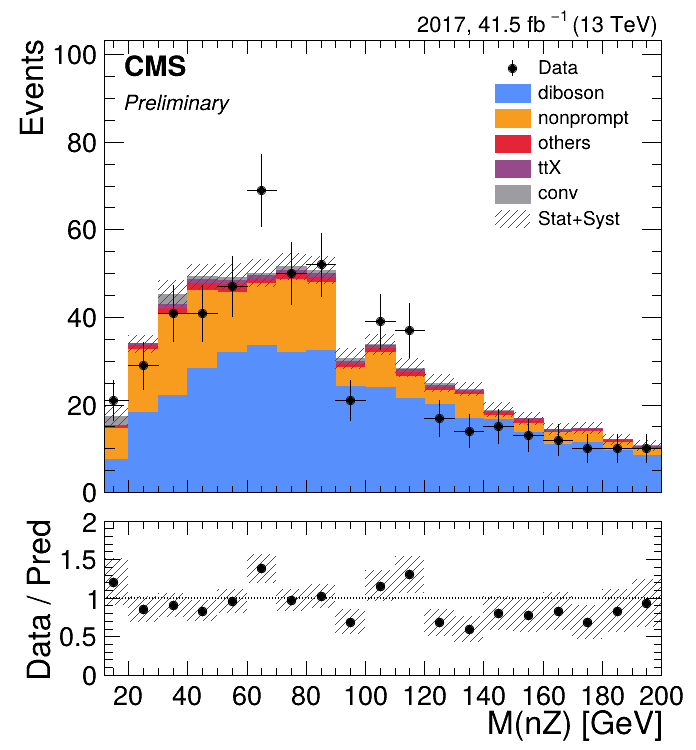 2017, 41.5 fb⁻¹ (13 TeV)
Events
100
80
60
40
20
0
CMS
Preliminary
Data
diboson
nonprompt
others
ttX
conv
Stat+Syst
Data / Pred
2
1.5
1
0.5
0
20 40 60 80 100 120 140 160 180 200
M(nZ) [GeV]